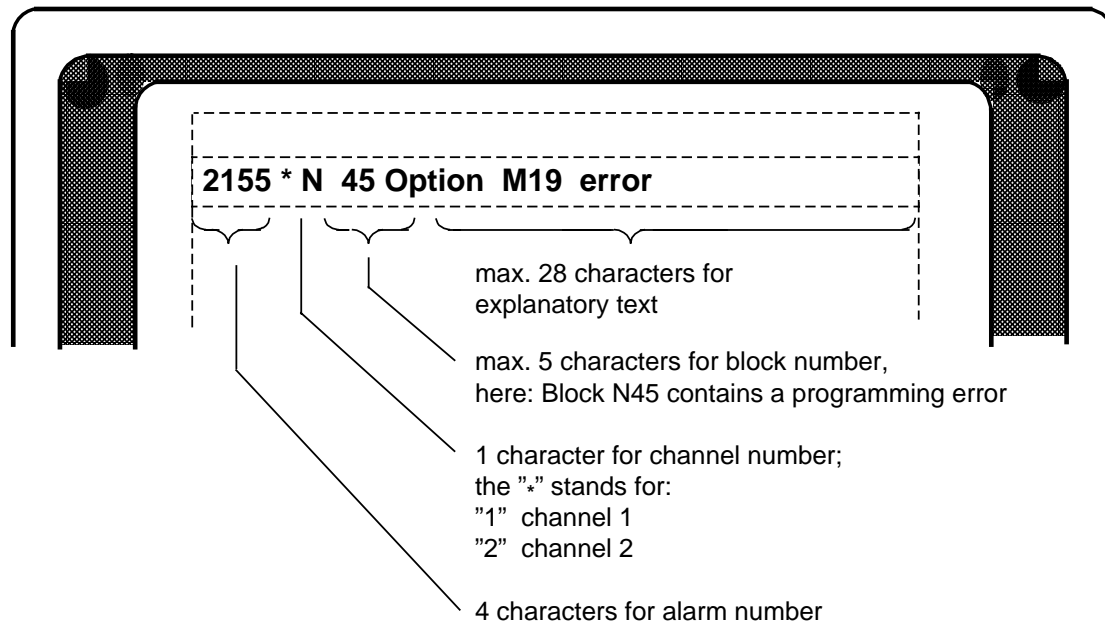 2155 * N 45 Option M19 error
max. 28 characters for
explanatory text
max. 5 characters for block number,
here: Block N45 contains a programming error
1 character for channel number;
the ”*” stands for:
”1” channel 1
”2” channel 2
4 characters for alarm number